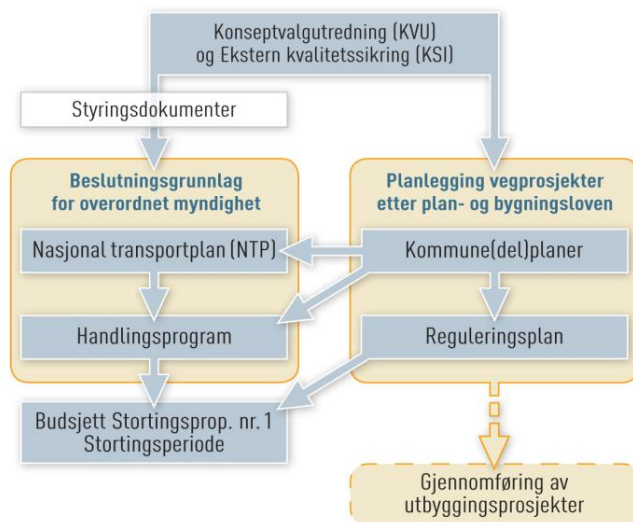 Konseptvalgutredning (KVU)
og Ekstern kvalitetssikring (KSI)
Styringsdokumenter
Beslutningsgrunnlag
for overordnet myndighet
Nasjonal transportplan (NTP)
Handlingsprogram
Budsjett Stortingsprop. nr. 1
Stortingsperiode
Planlegging vegprosjekter
etter plan- og bygningsloven
Kommune(del)planer
Reguleringsplan
Gjennomføring av
utbyggingsprosjekter